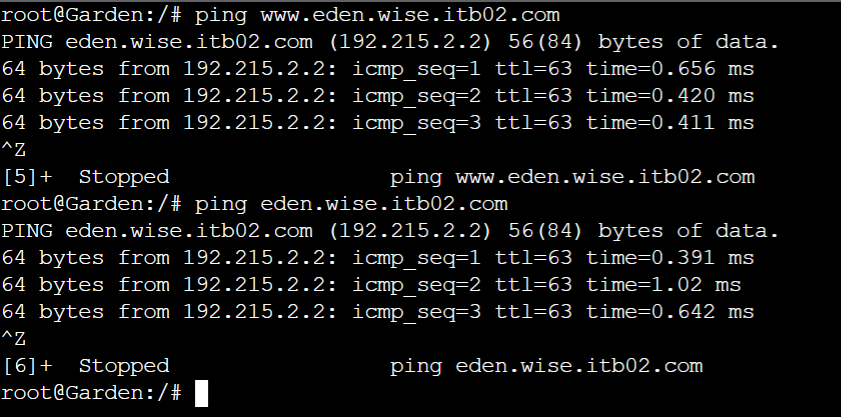 root@Garden:/# ping www.eden.wise.itb02.com
PING eden.wise.itb02.com (192.215.2.2) 56(84) bytes of data.
64 bytes from 192.215.2.2: icmp_seq=1 ttl=63 time=0.656 ms
64 bytes from 192.215.2.2: icmp_seq=2 ttl=63 time=0.420 ms
64 bytes from 192.215.2.2: icmp_seq=3 ttl=63 time=0.411 ms
^Z
[5]+  Stopped                 ping www.eden.wise.itb02.com
root@Garden:/# ping eden.wise.itb02.com
PING eden.wise.itb02.com (192.215.2.2) 56(84) bytes of data.
64 bytes from 192.215.2.2: icmp_seq=1 ttl=63 time=0.391 ms
64 bytes from 192.215.2.2: icmp_seq=2 ttl=63 time=1.02 ms
64 bytes from 192.215.2.2: icmp_seq=3 ttl=63 time=0.642 ms
^Z
[6]+  Stopped                 ping eden.wise.itb02.com
root@Garden:/#